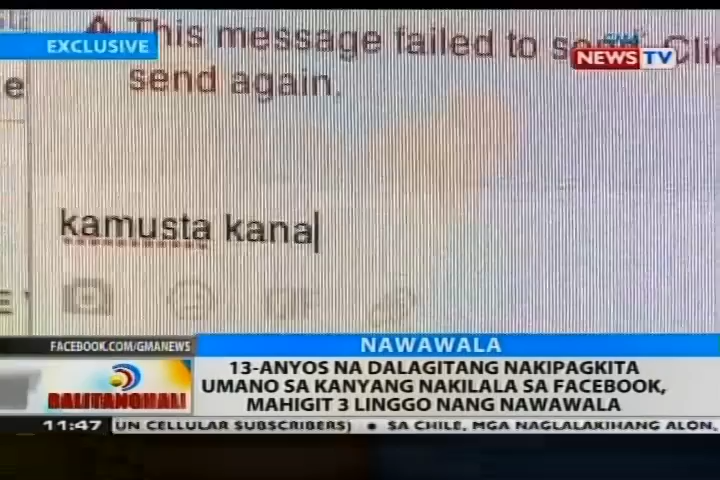 This message failed to
send again.
EXCLUSIVE
NEWS TV
kamusta kana
FACEBOOK.COM/GMANEWS
NAWAWALA
13-ANYOS NA DALAGITANG NAKIPAGKITA
UMANO SA KANYANG NAKILALA SA FACEBOOK,
MAHIGIT 3 LINGGO NANG NAWAWALA
BALITANGHALI
11:47
UN CELLULAR SUBSCRIBERS) • SA CHILE, MGA NAGLALAKIHANG ALON,